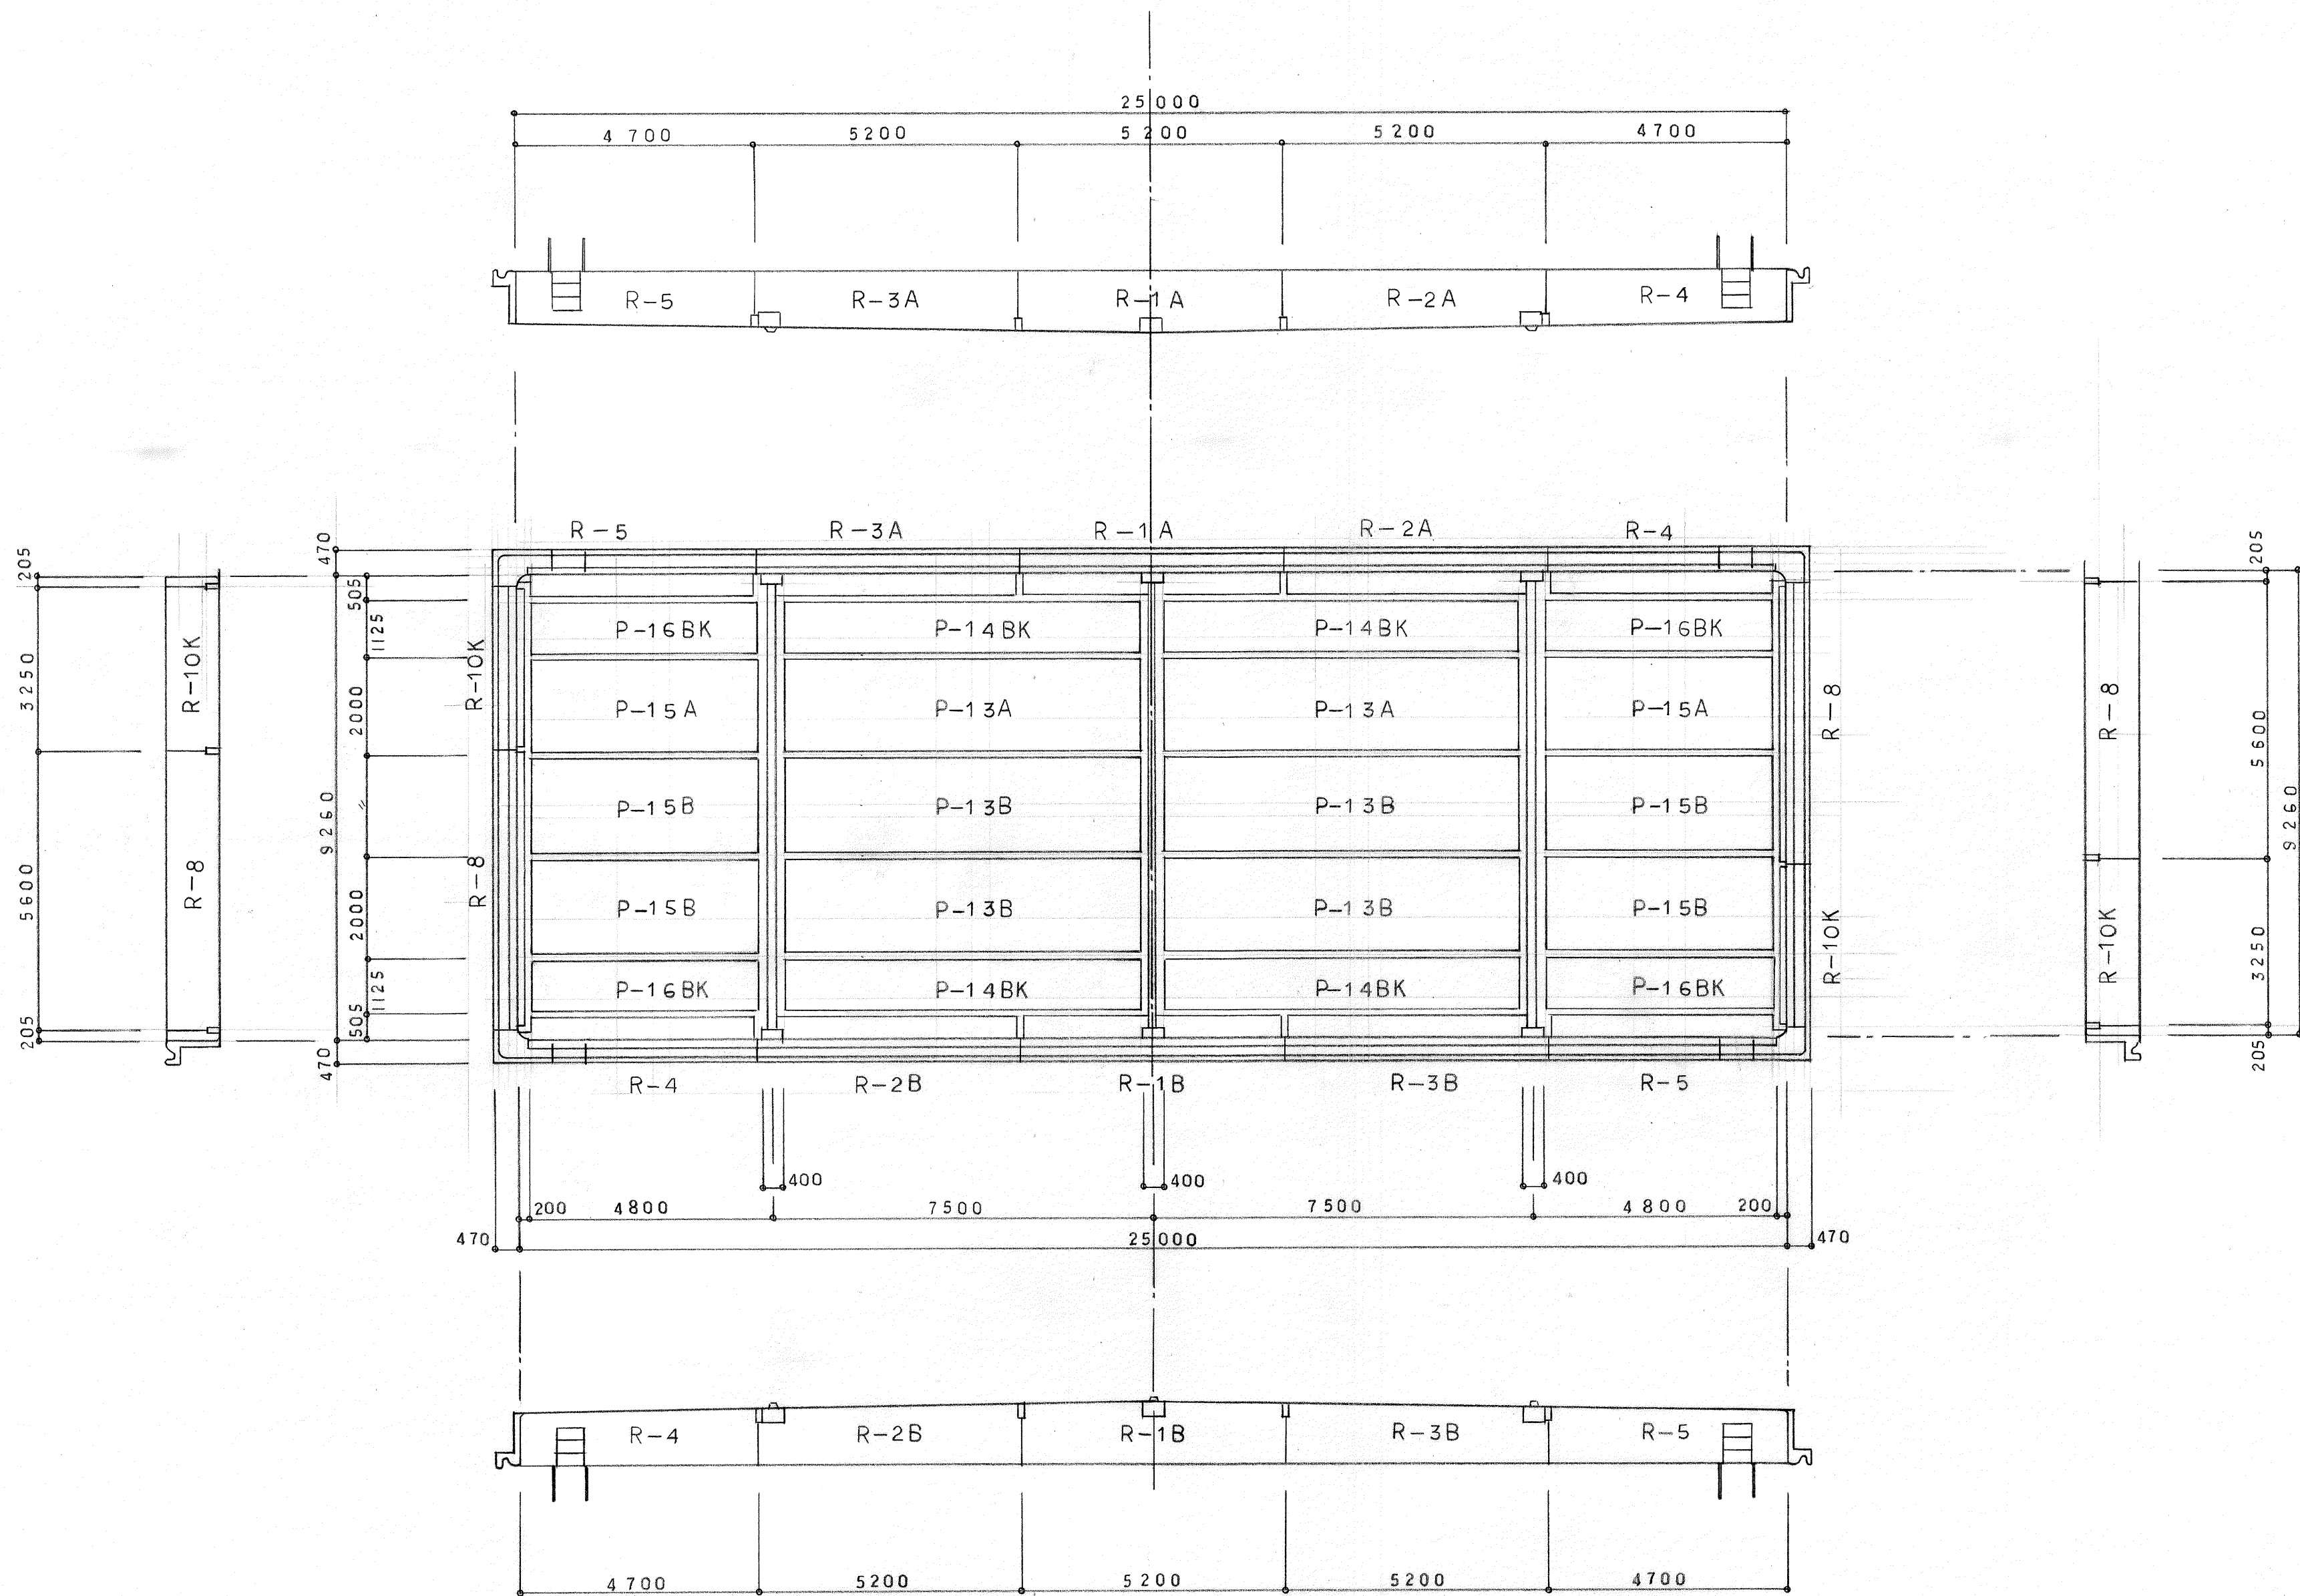 25000
4700 5200 5200 5200 4700
R-5 R-3A R-1A R-2A R-4
R-5 R-3A R-1A R-2A R-4
205 470 205
505
P-16BK P-14BK P-14BK P-16BK
1125
R-10K R-10K R-8 R-8
3250 2000 5600
P-15A P-13A P-13A P-15A
9260 〃 9260
P-15B P-13B P-13B P-15B
R-8 R-8 R-10K R-10K
5600 2000 3250
P-15B P-13B P-13B P-15B
1125
P-16BK P-14BK P-14BK P-16BK
505
205 470 205
R-4 R-2B R-1B R-3B R-5
400 400 400
200 4800 7500 7500 4800 200
470 25000 470
R-4 R-2B R-1B R-3B R-5
4700 5200 5200 5200 4700